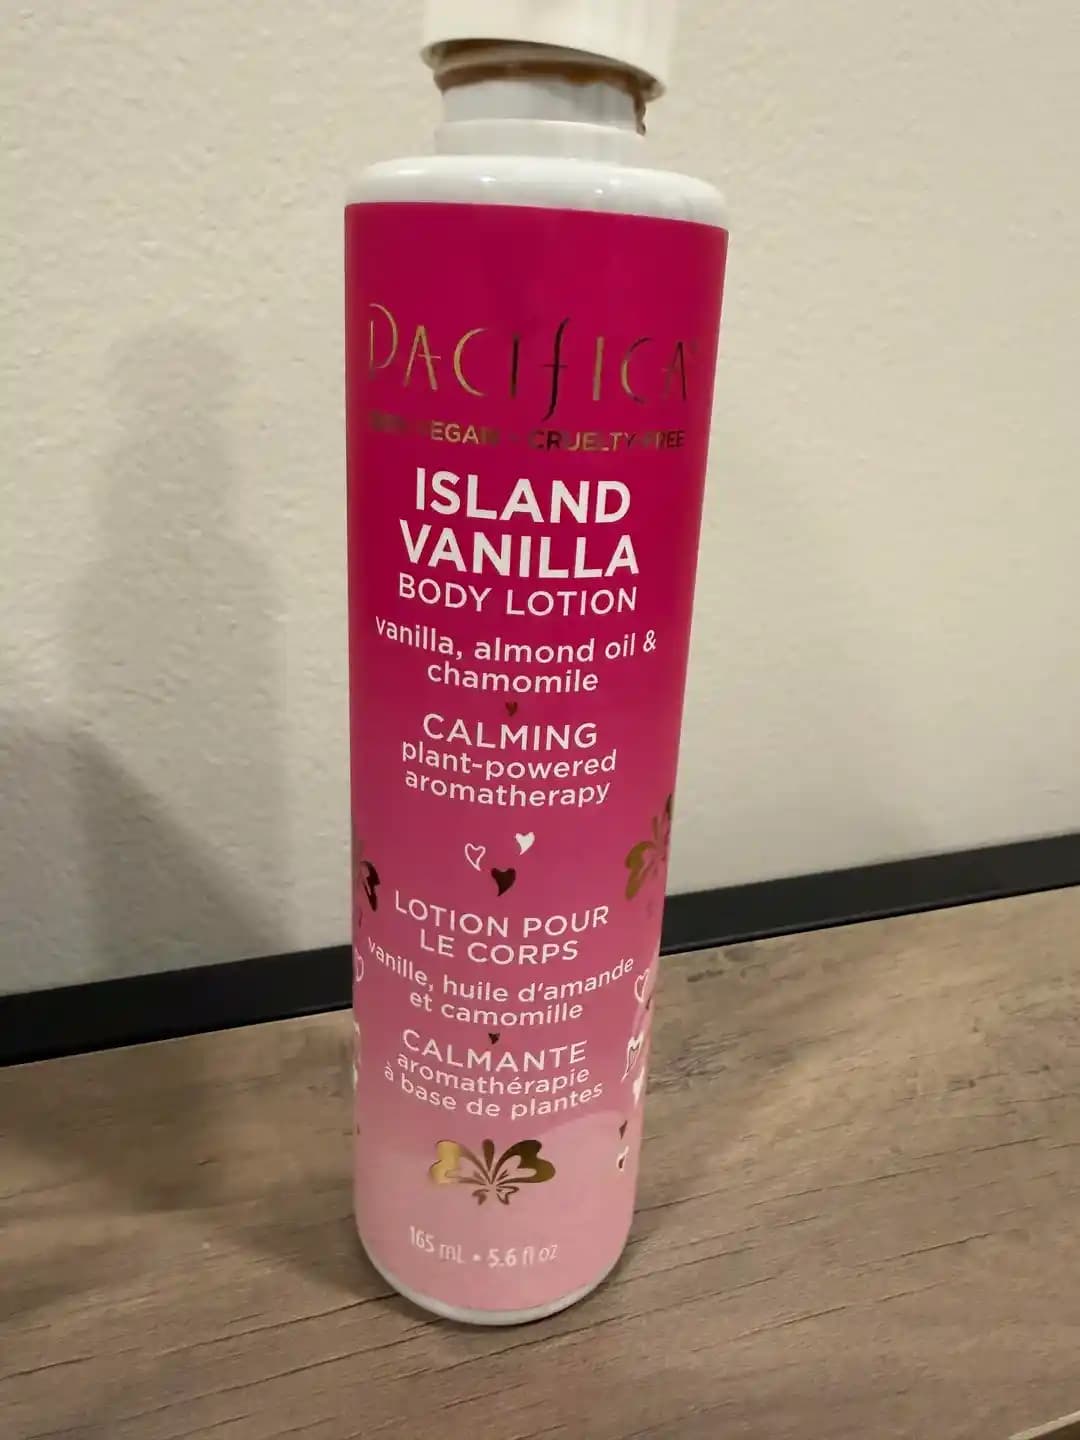 PACIFICA
VEGAN • CRUELTY-FREE
ISLAND
VANILLA
BODY LOTION
vanilla, almond oil &
chamomile
CALMING
plant-powered
aromatherapy
LOTION POUR
LE CORPS
vanille, huile d'amande
et camomille
CALMANTE
aromathérapie
à base de plantes
165 mL • 5.6 fl oz